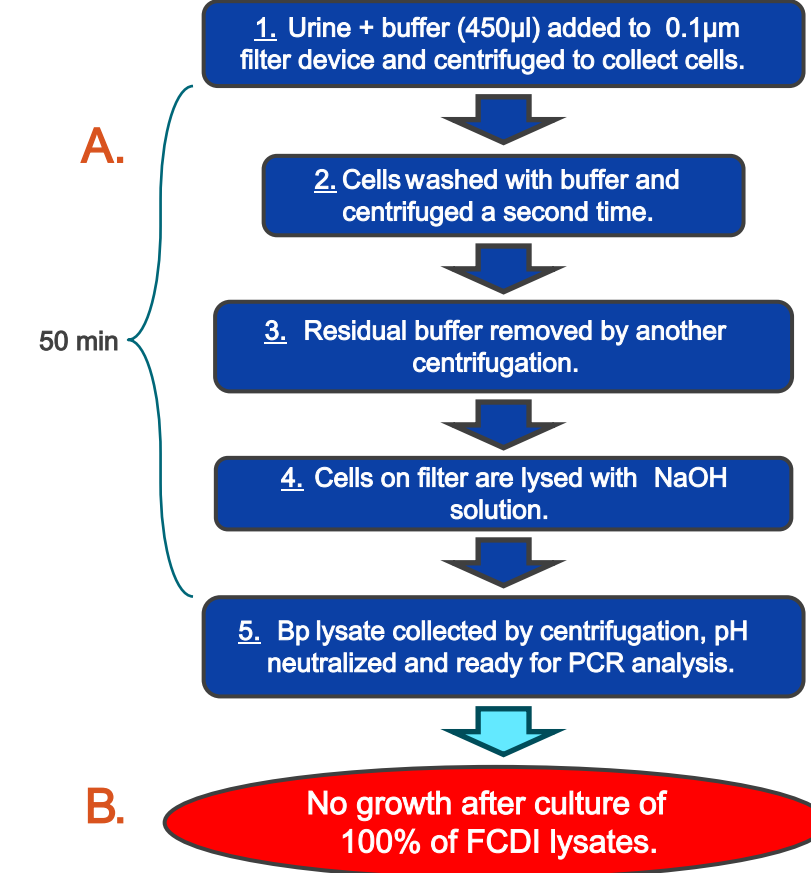 1. Urine + buffer (450µl) added to 0.1µm
filter device and centrifuged to collect cells.
A.
2. Cells washed with buffer and
centrifuged a second time.
50 min
3. Residual buffer removed by another
centrifugation.
4. Cells on filter are lysed with NaOH
solution.
5. Bp lysate collected by centrifugation, pH
neutralized and ready for PCR analysis.
B.
No growth after culture of
100% of FCDI lysates.